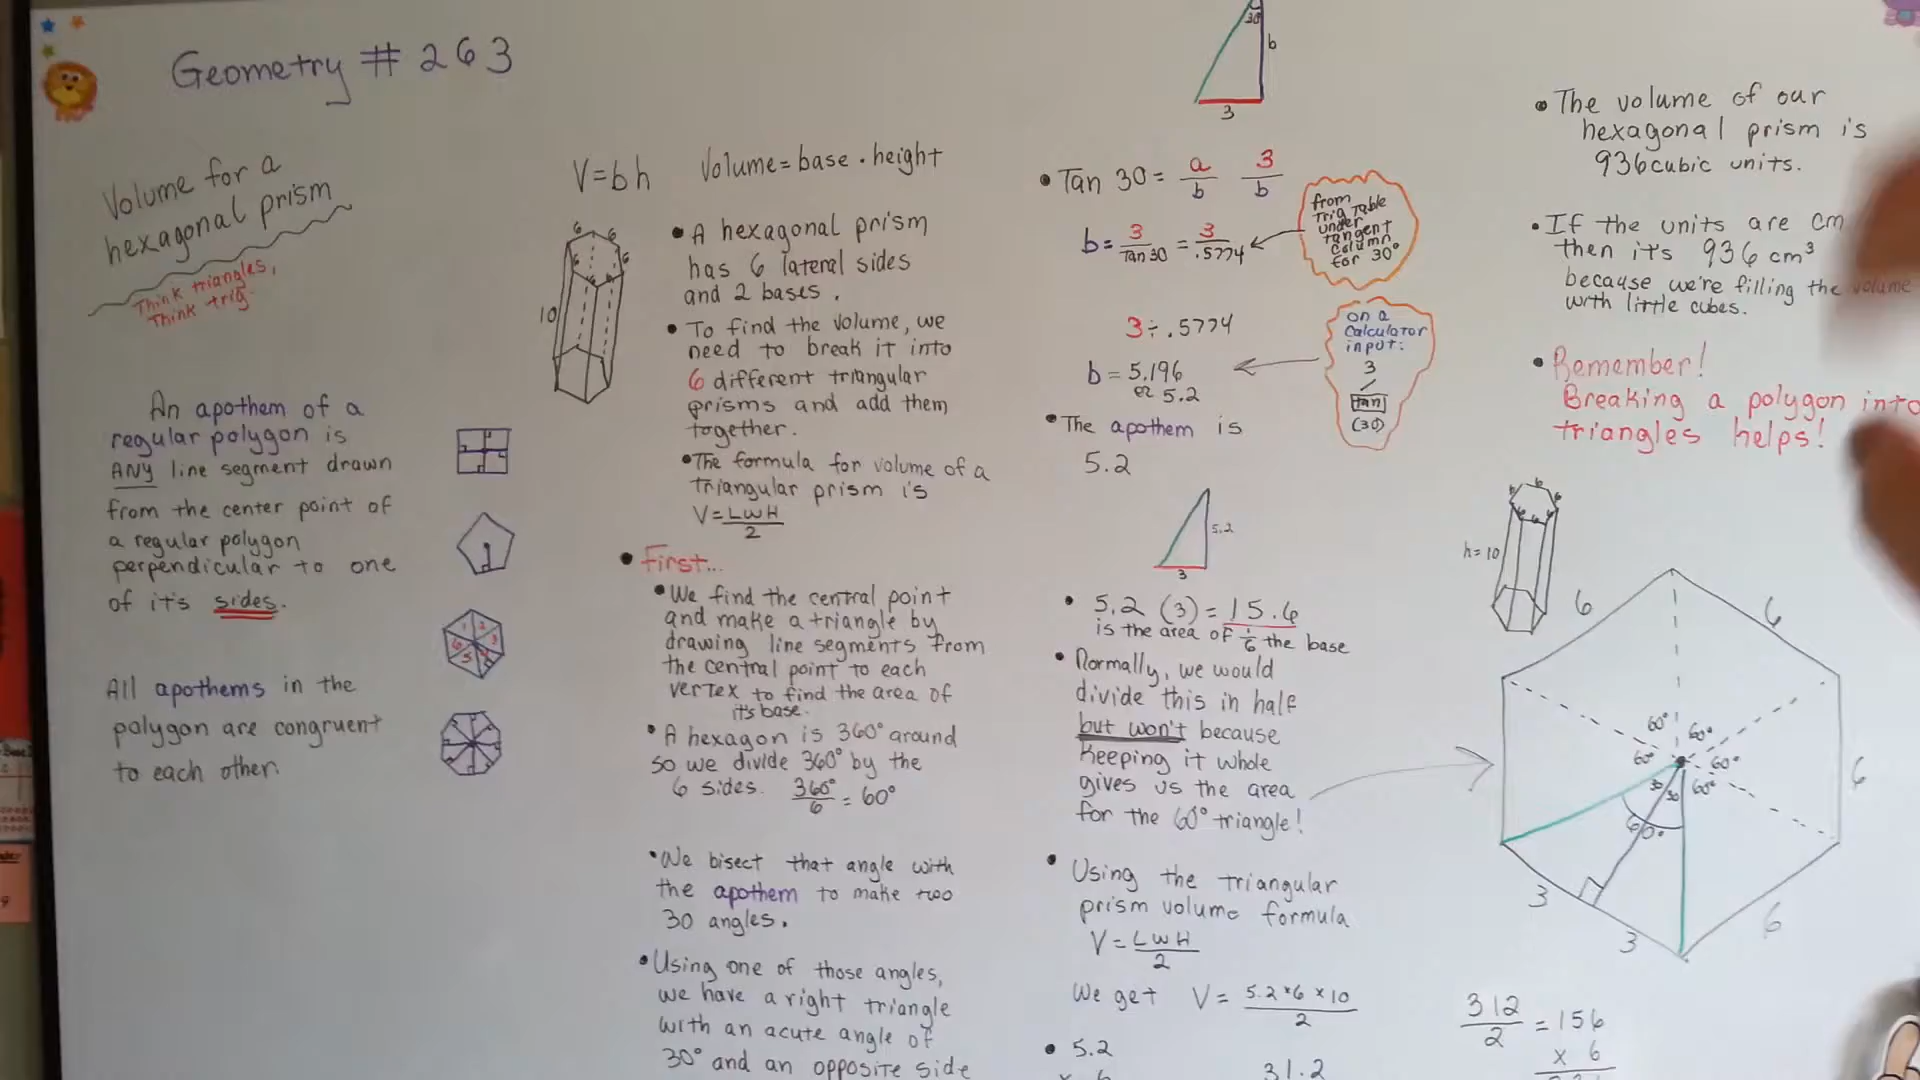 Geometry # 263
Volume for a
hexagonal prism
Think triangles,
Think trig.
An apothem of a
regular polygon is
ANY line segment drawn
from the center point of
a regular polygon
perpendicular to one
of it's sides.
All apothems in the
polygon are congruent
to each other.
V=bh Volume=base · height
6 6
6 6
10
• A hexagonal prism
has 6 lateral sides
and 2 bases.
• To find the volume, we
need to break it into
6 different triangular
prisms and add them
together.
• The formula for volume of a
triangular prism is
V=LWH
2
• First...
• We find the central point
and make a triangle by
drawing line segments from
the central point to each
vertex to find the area of
its base.
• A hexagon is 360° around
so we divide 360° by the
6 sides. 360°/6 = 60°
• We bisect that angle with
the apothem to make two
30 angles.
• Using one of those angles,
we have a right triangle
with an acute angle of
30° and an opposite side
30
b
3
• Tan 30 = a/b 3/b
b = 3/Tan 30 = 3/.5774
from
Trig Table
under
tangent
column
for 30°
3 ÷ .5774
b = 5.196
or 5.2
on a
calculator
input:
3
/
tan
(30)
• The apothem is
5.2
5.2
3
• 5.2 (3) = 15.6
is the area of 1/6 the base
• Normally, we would
divide this in half
but won't because
keeping it whole
gives us the area
for the 60° triangle!
• Using the triangular
prism volume formula
V = LWH
2
We get V = 5.2 * 6 * 10
2
• 5.2
x 6
31.2
• The volume of our
hexagonal prism is
936 cubic units.
• If the units are cm
then it's 936 cm³
because we're filling the volume
with little cubes.
• Remember!
Breaking a polygon into
triangles helps!
h=10
6 6
60° 60°
60° 60°
30 30 60°
60°
6
3
3
6
312
2 = 156
x 6